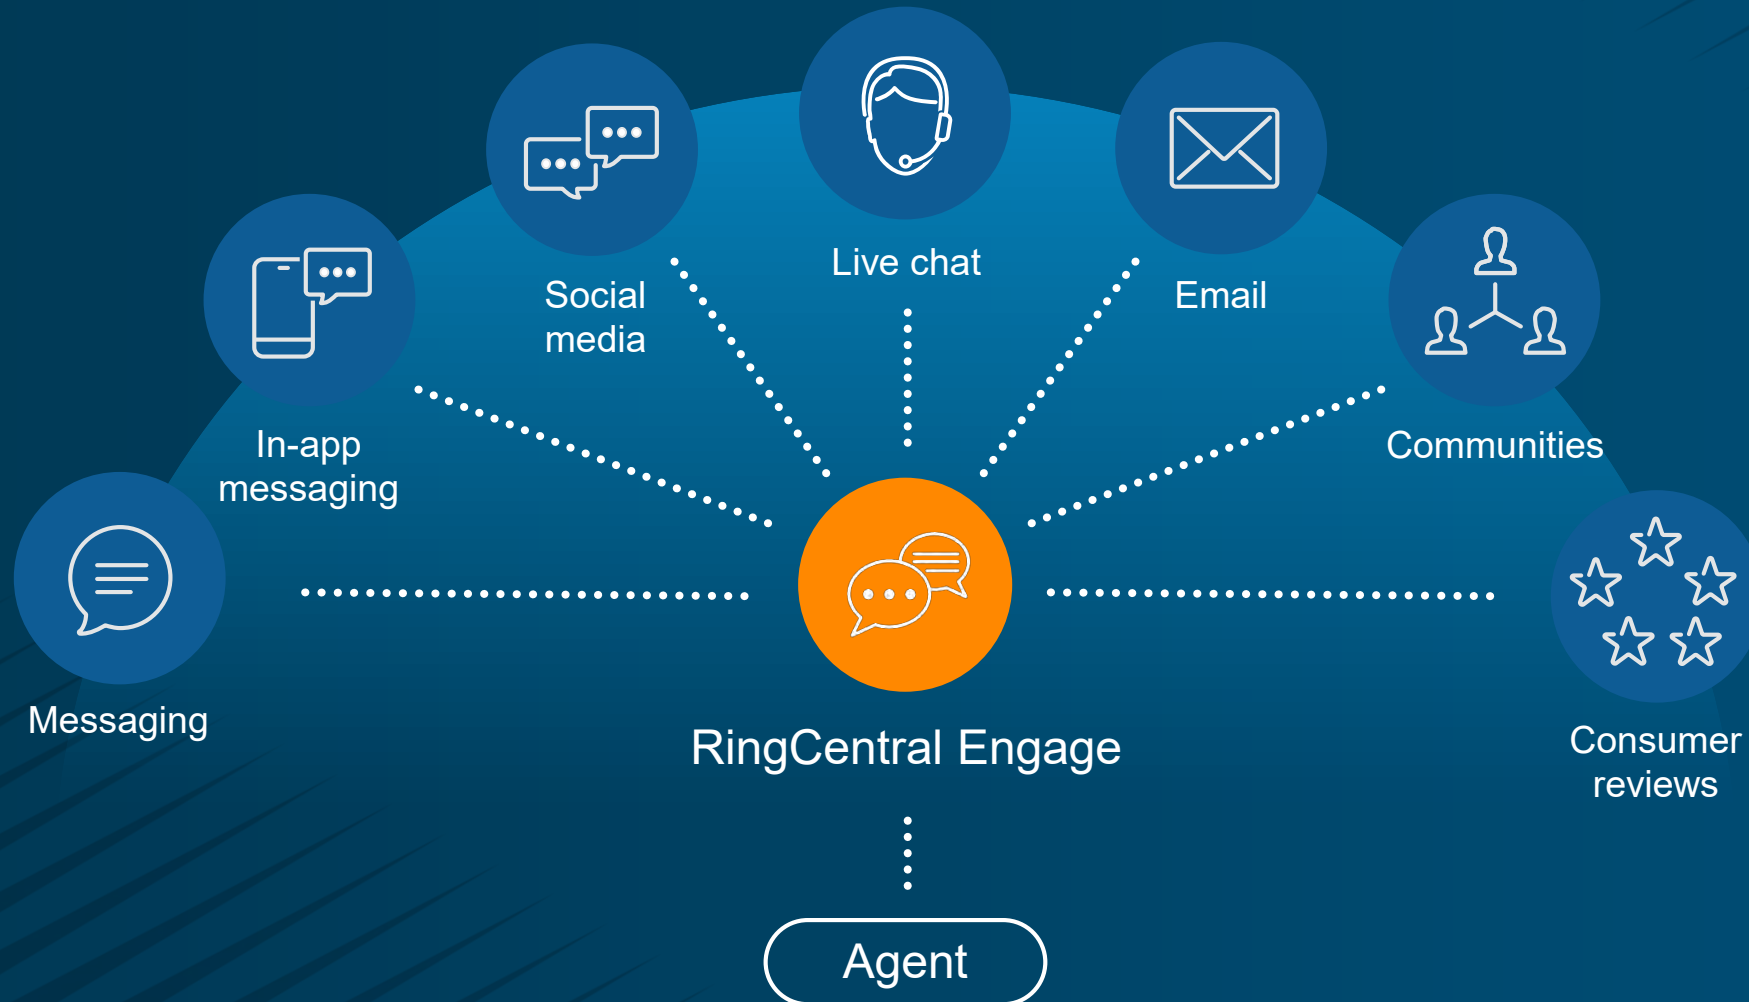 Live chat
Social
media
Email
In-app
messaging
Communities
Messaging
RingCentral Engage
Consumer
reviews
Agent